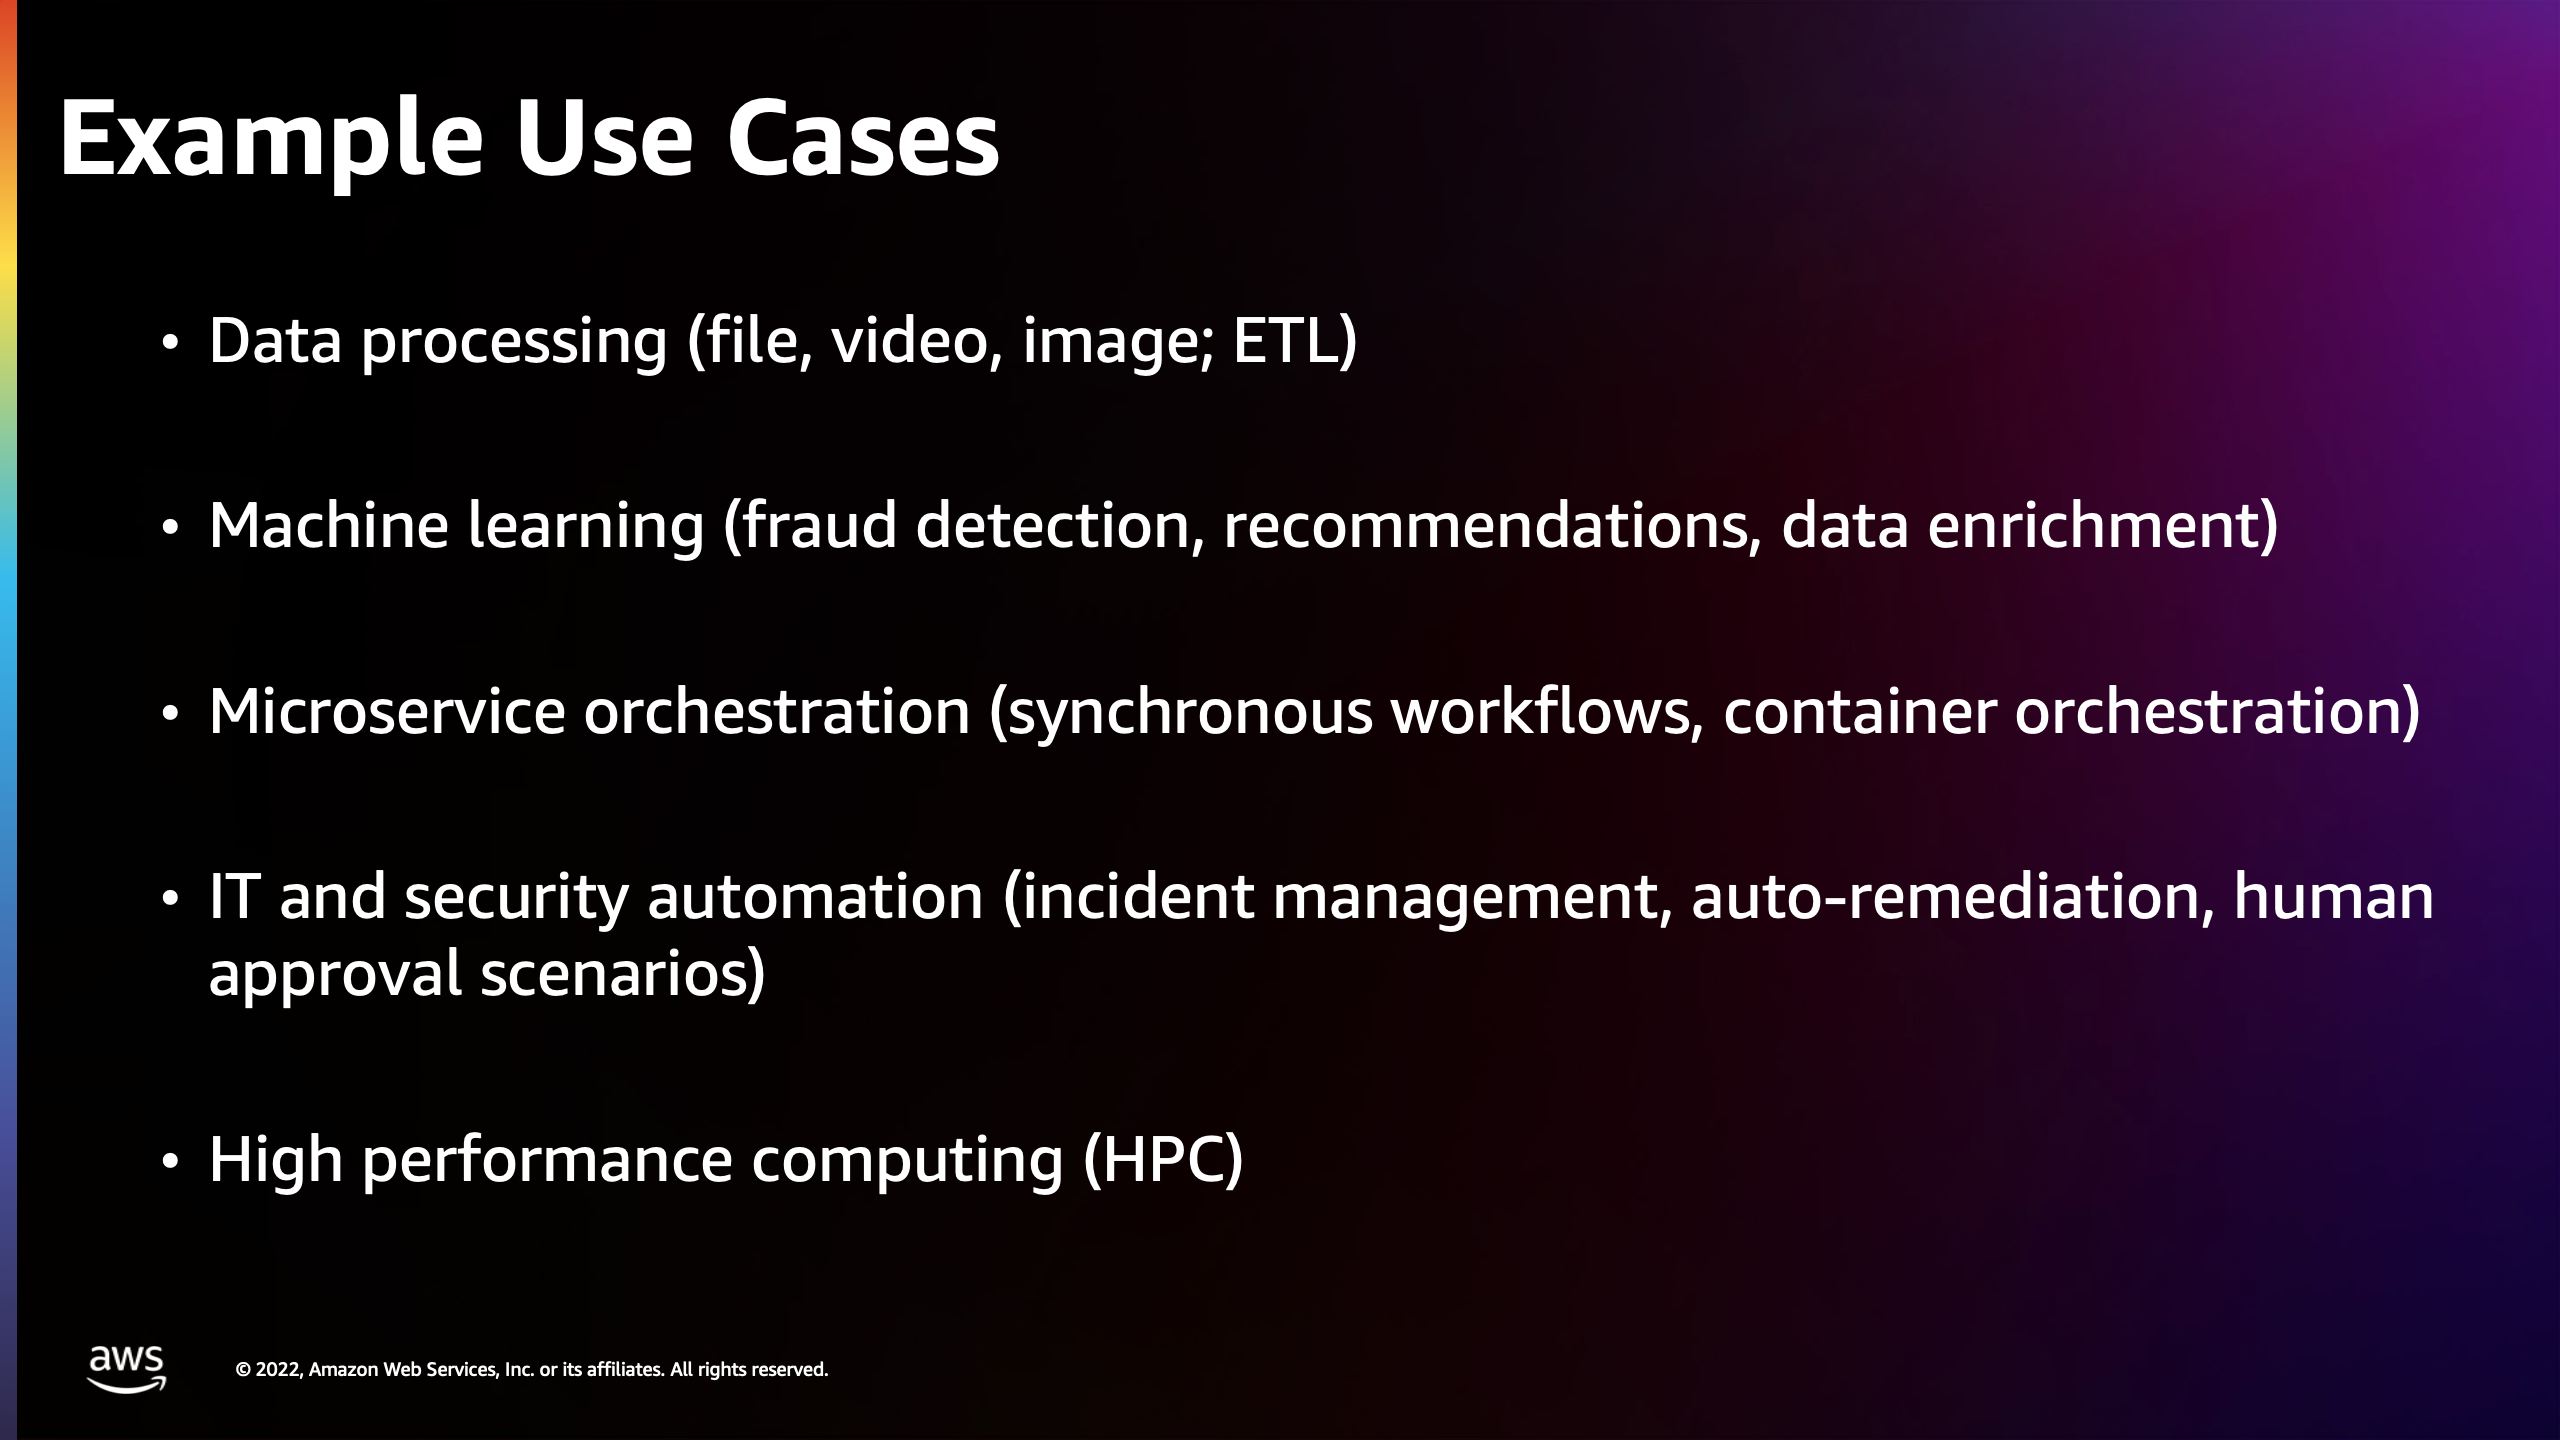 Example Use Cases
• Data processing (file, video, image; ETL)
• Machine learning (fraud detection, recommendations, data enrichment)
• Microservice orchestration (synchronous workflows, container orchestration)
• IT and security automation (incident management, auto-remediation, human
approval scenarios)
• High performance computing (HPC)
aws
© 2022, Amazon Web Services, Inc. or its affiliates. All rights reserved.